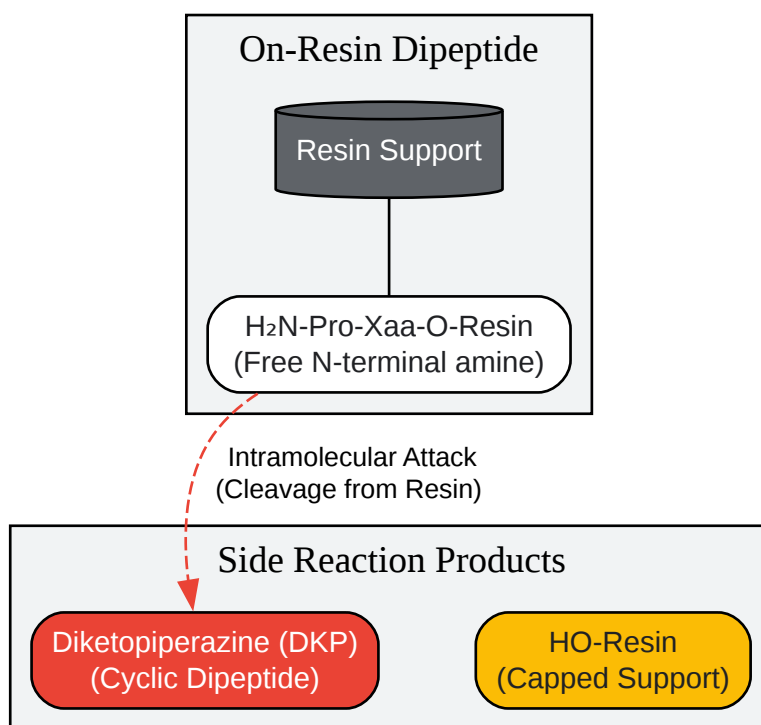 On-Resin Dipeptide
Resin Support
H₂N-Pro-Xaa-O-Resin
(Free N-terminal amine)
Intramolecular Attack
(Cleavage from Resin)
Side Reaction Products
Diketopiperazine (DKP)
(Cyclic Dipeptide)
HO-Resin
(Capped Support)